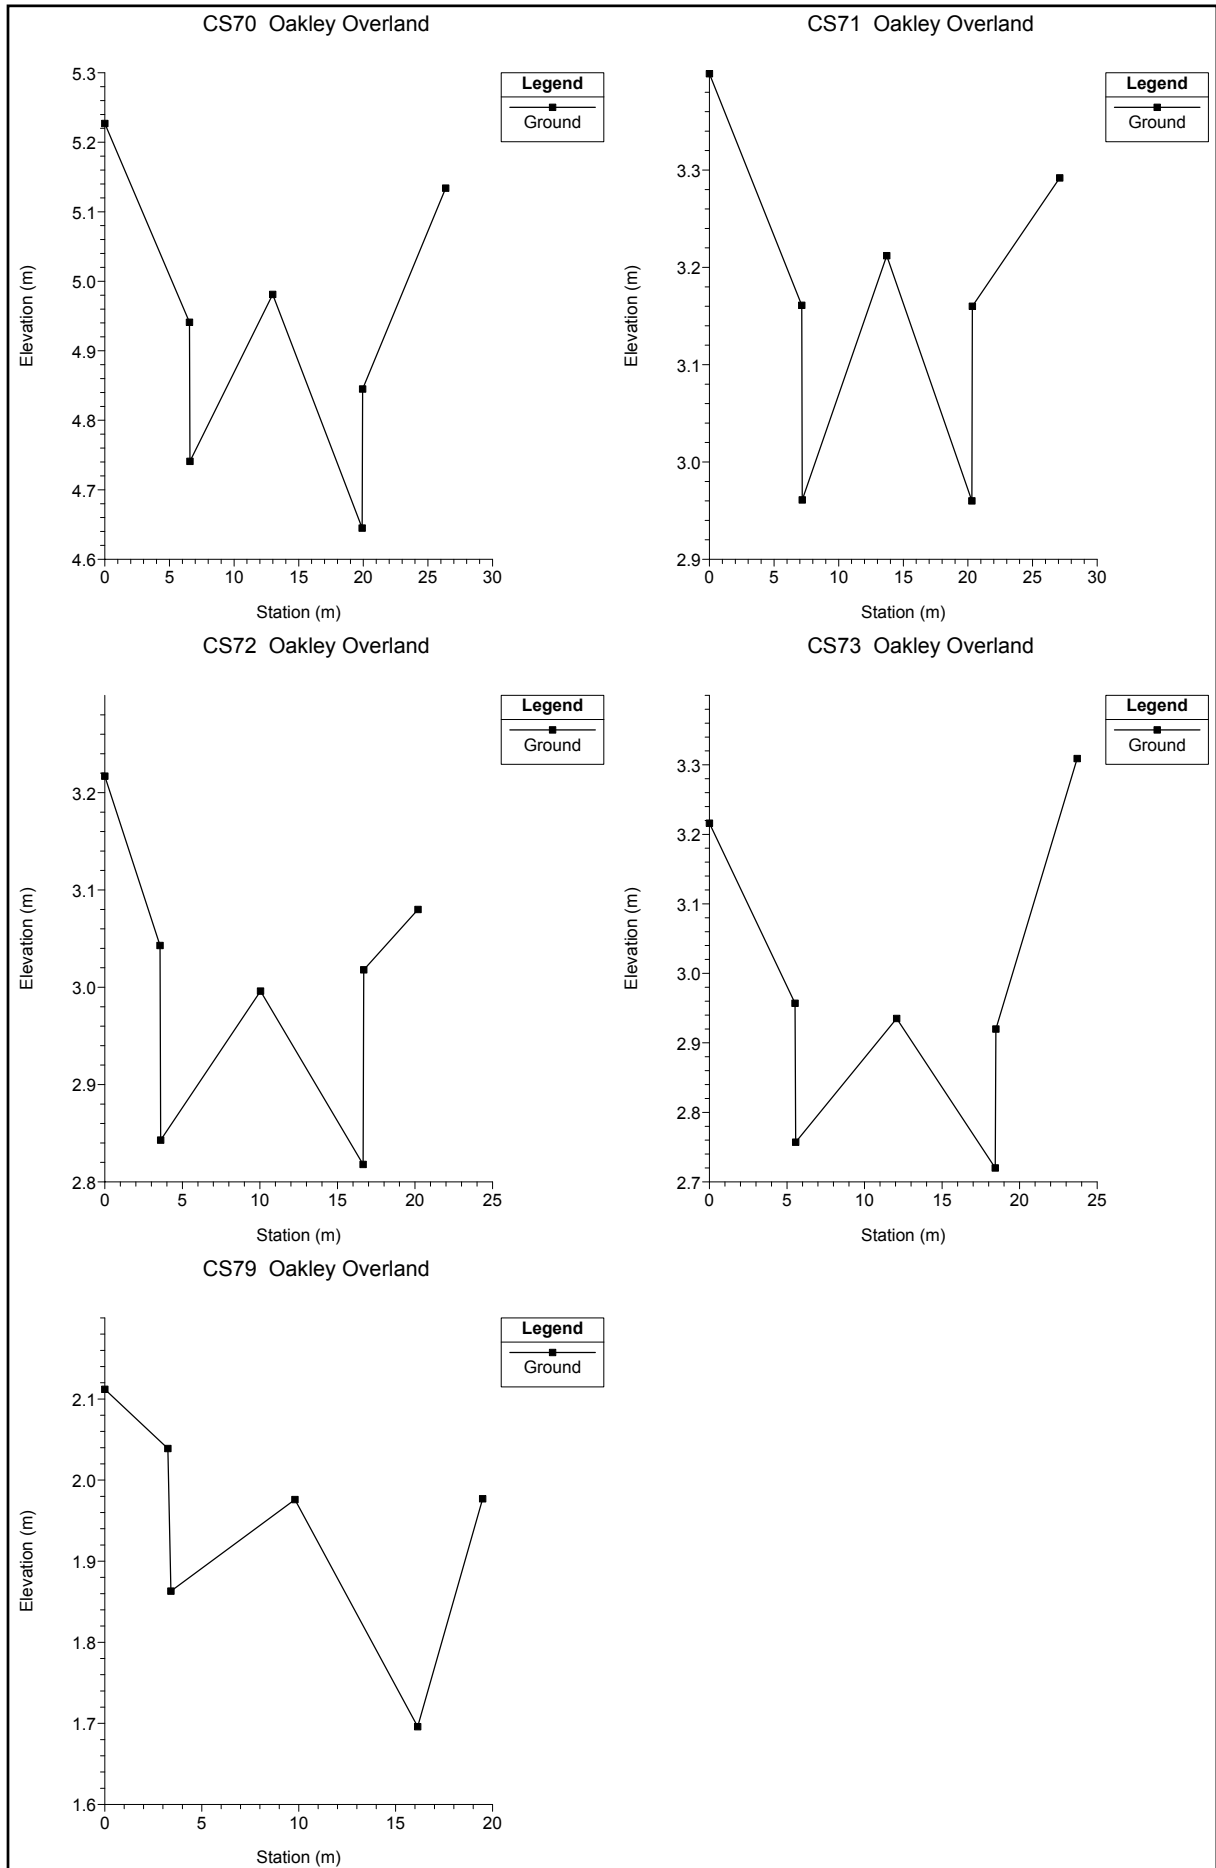 CS70  Oakley Overland
Legend
Ground
5.3
5.2
5.1
5.0
4.9
4.8
4.7
4.6
Elevation (m)
0 5 10 15 20 25 30
Station (m)
CS71  Oakley Overland
Legend
Ground
3.3
3.2
3.1
3.0
2.9
Elevation (m)
0 5 10 15 20 25 30
Station (m)
CS72  Oakley Overland
Legend
Ground
3.2
3.1
3.0
2.9
2.8
Elevation (m)
0 5 10 15 20 25
Station (m)
CS73  Oakley Overland
Legend
Ground
3.3
3.2
3.1
3.0
2.9
2.8
2.7
Elevation (m)
0 5 10 15 20 25
Station (m)
CS79  Oakley Overland
Legend
Ground
2.1
2.0
1.9
1.8
1.7
1.6
Elevation (m)
0 5 10 15 20
Station (m)